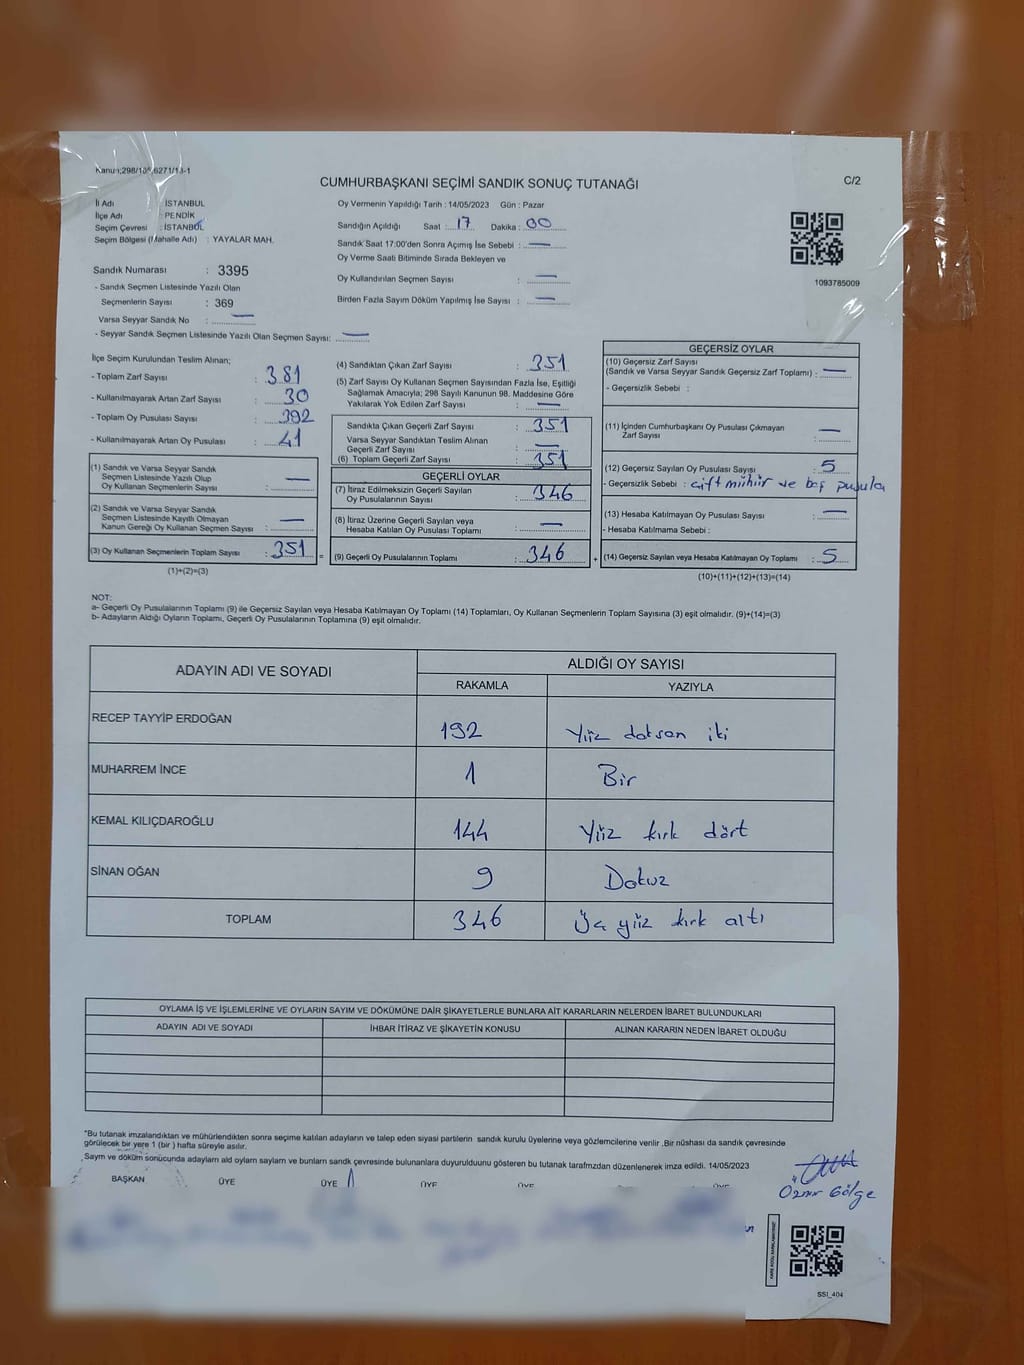 Kanun;298/105,6271/13-1
CUMHURBAŞKANI SEÇİMİ SANDIK SONUÇ TUTANAĞI
C/2
İl Adı : İSTANBUL
İlçe Adı : PENDİK
Seçim Çevresi : İSTANBUL
Seçim Bölgesi (Mahalle Adı) : YAYALAR MAH.
Oy Vermenin Yapıldığı Tarih : 14/05/2023 Gün : Pazar
Sandığın Açıldığı Saat : 17 Dakika : 00
Sandık Saat 17:00'den Sonra Açımış İse Sebebi : —
Oy Verme Saati Bitiminde Sırada Bekleyen ve
Oy Kullandırılan Seçmen Sayısı : —
Birden Fazla Sayım Döküm Yapılmış İse Sayısı : —
1093785009
Sandık Numarası : 3395
- Sandık Seçmen Listesinde Yazılı Olan
Seçmenlerin Sayısı : 369
Varsa Seyyar Sandık No : —
- Seyyar Sandık Seçmen Listesinde Yazılı Olan Seçmen Sayısı: —
İlçe Seçim Kurulundan Teslim Alınan;
- Toplam Zarf Sayısı : 381
- Kullanılmayarak Artan Zarf Sayısı : 30
- Toplam Oy Pusulası Sayısı : 392
- Kullanılmayarak Artan Oy Pusulası : 41
(1) Sandık ve Varsa Seyyar Sandık
Seçmen Listesinde Yazılı Olup
Oy Kullanan Seçmenlerin Sayısı : —
(2) Sandık ve Varsa Seyyar Sandık
Seçmen Listesinde Kayıtlı Olmayan
Kanun Gereği Oy Kullanan Seçmen Sayısı : —
(3) Oy Kullanan Seçmenlerin Toplam Sayısı : 351 =
(1)+(2)=(3)
(4) Sandıktan Çıkan Zarf Sayısı : 351
(5) Zarf Sayısı Oy Kullanan Seçmen Sayısından Fazla İse, Eşitliği
Sağlamak Amacıyla; 298 Sayılı Kanunun 98. Maddesine Göre
Yakılarak Yok Edilen Zarf Sayısı : —
Sandıkta Çıkan Geçerli Zarf Sayısı : 351
Varsa Seyyar Sandıktan Teslim Alınan
Geçerli Zarf Sayısı : —
(6) Toplam Geçerli Zarf Sayısı : 351
GEÇERLİ OYLAR
(7) İtiraz Edilmeksizin Geçerli Sayılan
Oy Pusulalarının Sayısı : 346
(8) İtiraz Üzerine Geçerli Sayılan veya
Hesaba Katılan Oy Pusulası Toplamı : —
(9) Geçerli Oy Pusulalarının Toplamı : 346 +
GEÇERSİZ OYLAR
(10) Geçersiz Zarf Sayısı
(Sandık ve Varsa Seyyar Sandık Geçersiz Zarf Toplamı) : —
- Geçersizlik Sebebi :
(11) İçinden Cumhurbaşkanı Oy Pusulası Çıkmayan
Zarf Sayısı : —
(12) Geçersiz Sayılan Oy Pusulası Sayısı : 5
- Geçersizlik Sebebi : çift mühür ve boş pusula
(13) Hesaba Katılmayan Oy Pusulası Sayısı : —
- Hesaba Katılmama Sebebi :
(14) Geçersiz Sayılan veya Hesaba Katılmayan Oy Toplamı : 5
(10)+(11)+(12)+(13)=(14)
NOT:
a- Geçerli Oy Pusulalarının Toplamı (9) ile Geçersiz Sayılan veya Hesaba Katılmayan Oy Toplamı (14) Toplamları, Oy Kullanan Seçmenlerin Toplam Sayısına (3) eşit olmalıdır. (9)+(14)=(3)
b- Adayların Aldığı Oyların Toplamı, Geçerli Oy Pusulalarının Toplamına (9) eşit olmalıdır.
ADAYIN ADI VE SOYADI
ALDIĞI OY SAYISI
RAKAMLA YAZIYLA
RECEP TAYYİP ERDOĞAN 192 Yüz doksan iki
MUHARREM İNCE 1 Bir
KEMAL KILIÇDAROĞLU 144 Yüz kırk dört
SİNAN OĞAN 9 Dokuz
TOPLAM 346 Üç yüz kırk altı
OYLAMA İŞ VE İŞLEMLERİNE VE OYLARIN SAYIM VE DÖKÜMÜNE DAİR ŞİKAYETLERLE BUNLARA AİT KARARLARIN NELERDEN İBARET BULUNDUKLARI
ADAYIN ADI VE SOYADI İHBAR İTİRAZ VE ŞİKAYETİN KONUSU ALINAN KARARIN NEDEN İBARET OLDUĞU
"Bu tutanak imzalandıktan ve mühürlendikten sonra seçime katılan adayların ve talep eden siyasi partilerin sandık kurulu üyelerine veya gözlemcilerine verilir .Bir nüshası da sandık çevresinde
görülecek bir yere 1 (bir ) hafta süreyle asılır.
Saym ve döküm sonucunda adaylarn ald oylarn saylarn ve bunlarn sandk çevresinde bulunanlara duyurulduunu gösteren bu tutanak tarafmzdan düzenlenerek imza edildi. 14/05/2023
BAŞKAN ÜYE ÜYE ÜYE ÜYE ÜYE
Öznur Gölge
SSI_404